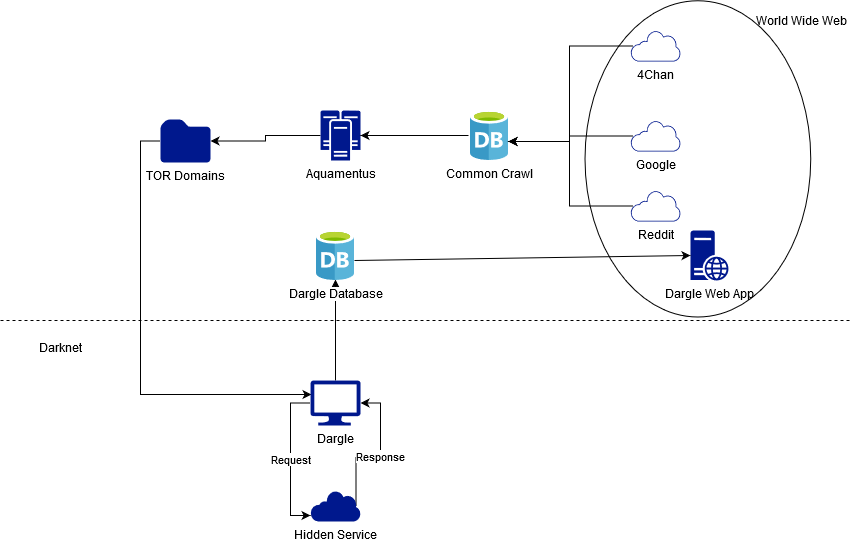 World Wide Web
4Chan
DB
TOR Domains
Aquamentus
Common Crawl
Google
Reddit
DB
Dargle Database
Dargle Web App
Darknet
Dargle
Request
Response
Hidden Service